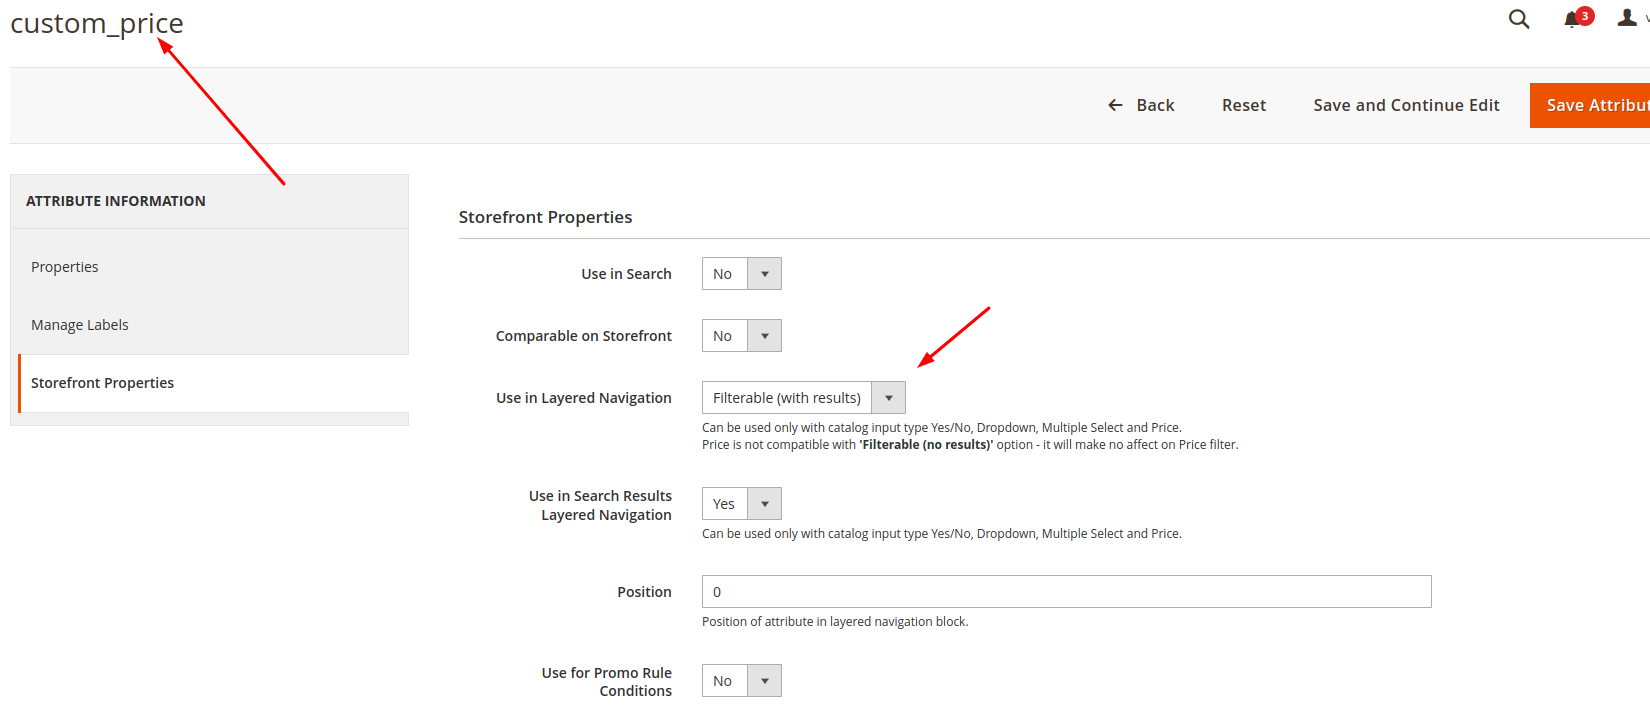 custom_price
3
Back
Reset
Save and Continue Edit
Save Attribut
ATTRIBUTE INFORMATION
Properties
Manage Labels
Storefront Properties
Storefront Properties
Use in Search
No
Comparable on Storefront
No
Use in Layered Navigation
Filterable (with results)
Can be used only with catalog input type Yes/No, Dropdown, Multiple Select and Price.
Price is not compatible with 'Filterable (no results)' option - it will make no affect on Price filter.
Use in Search Results
Layered Navigation
Yes
Can be used only with catalog input type Yes/No, Dropdown, Multiple Select and Price.
Position
0
Position of attribute in layered navigation block.
Use for Promo Rule
Conditions
No